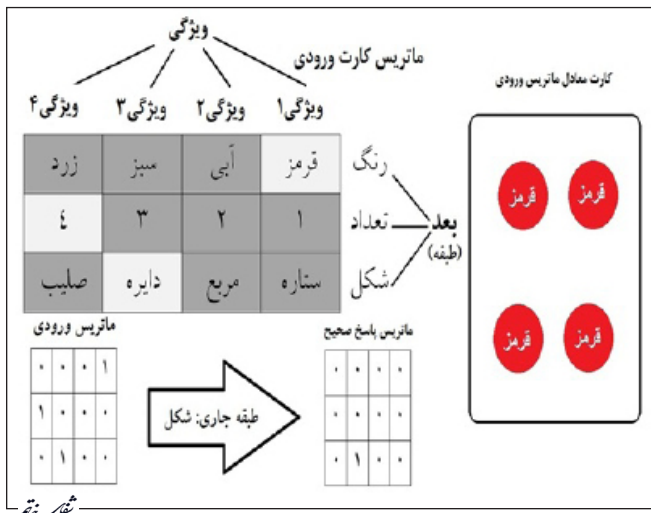 ویژگی
ماتریس کارت ورودی
ویژگی۱ ویژگی۲ ویژگی۳ ویژگی۴
رنگ قرمز آبی سبز زرد
تعداد ۱ ۲ ۳ ٤
شکل ستاره مربع دایره صلیب
بعد
(طبقه)
کارت معادل ماتریس ورودی
قرمز قرمز
قرمز قرمز
ماتریس ورودی
۰ ۰ ۰ ۱
۱ ۰ ۰ ۰
۰ ۱ ۰ ۰
طبقه جاری: شکل
ماتریس پاسخ صحیح
۰ ۰ ۰ ۰
۰ ۰ ۰ ۰
۰ ۱ ۰ ۰